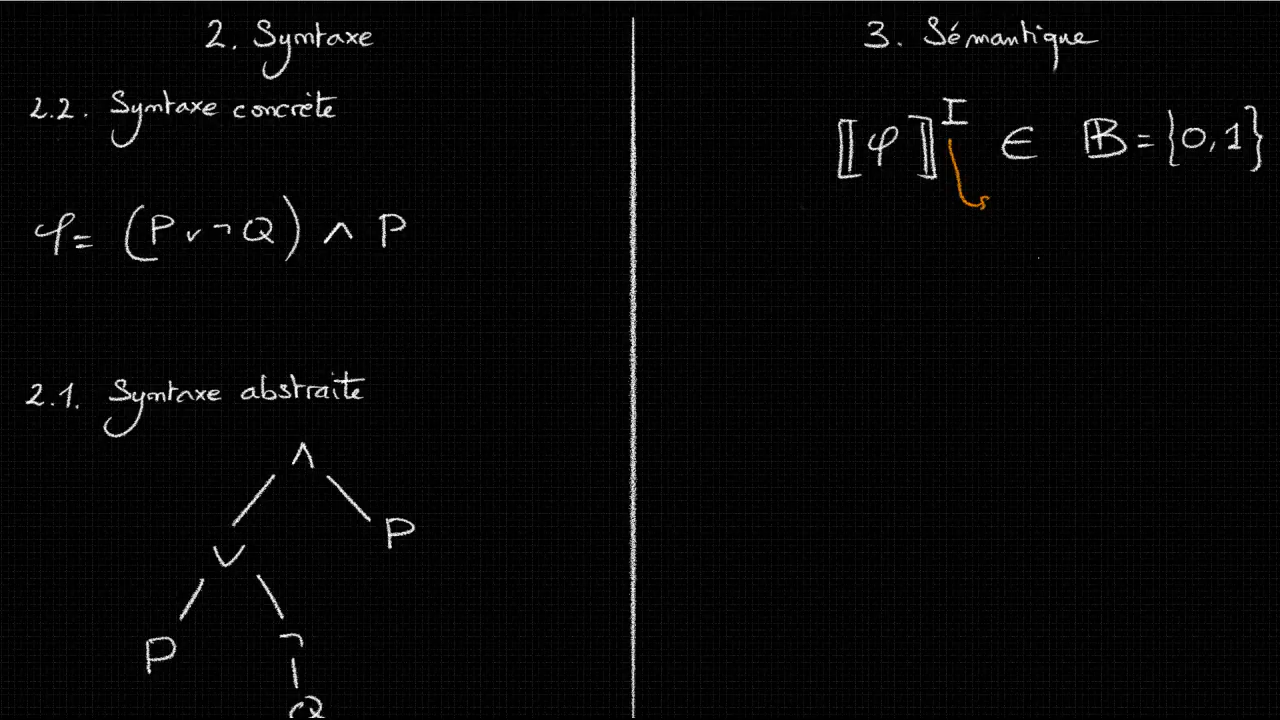 2. Syntaxe
2.2. Syntaxe concrète
φ= (P ∨ ¬ Q) ∧ P
2.1. Syntaxe abstraite
∧
∨ P
P ¬
Q
3. Sémantique
⟦φ⟧^I ∈ 𝔹 = {0,1}